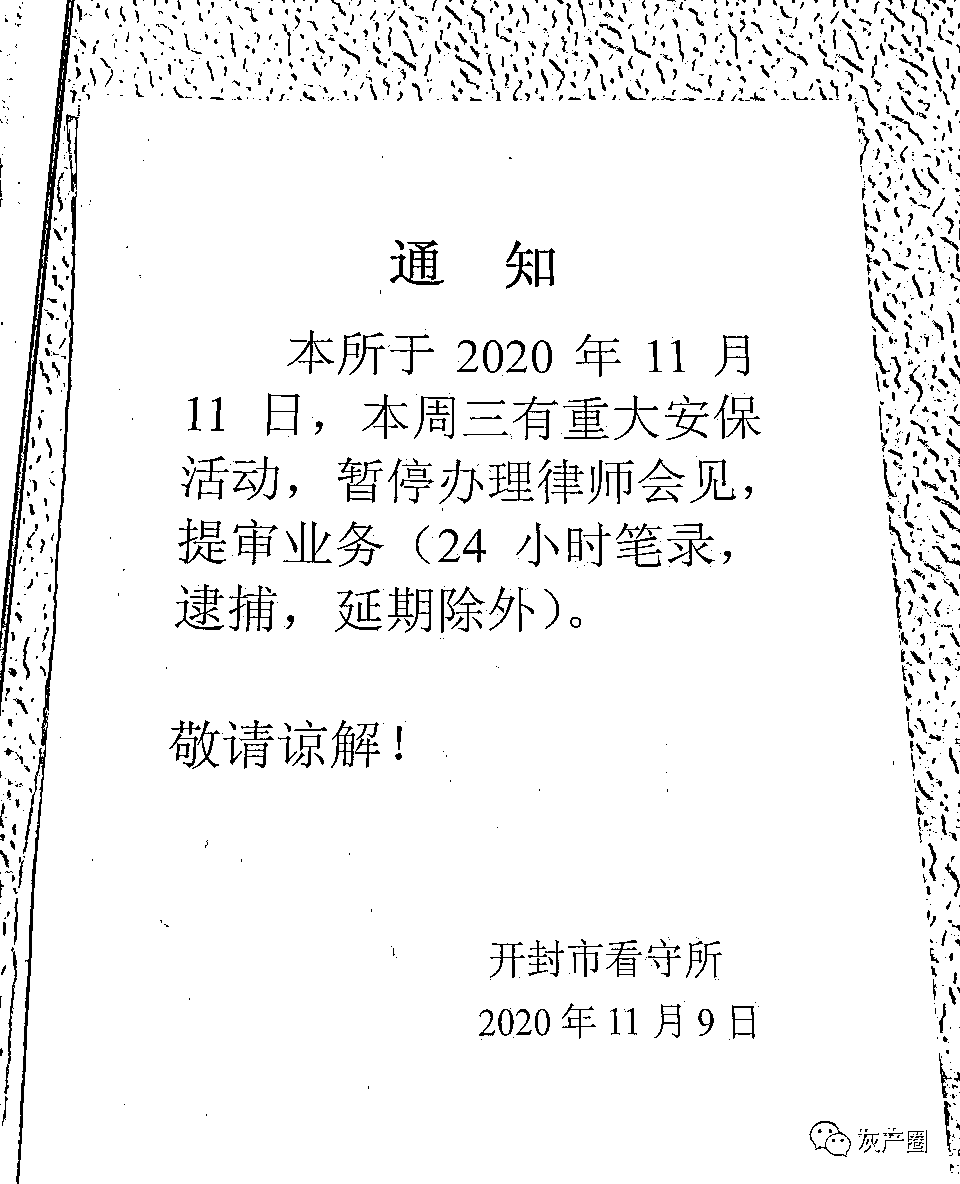 通 知
本所于 2020 年 11 月
11 日，本周三有重大安保
活动，暂停办理律师会见，
提审业务（24 小时笔录，
逮捕，延期除外）。
敬请谅解！
开封市看守所
2020 年 11 月 9 日
灰产圈